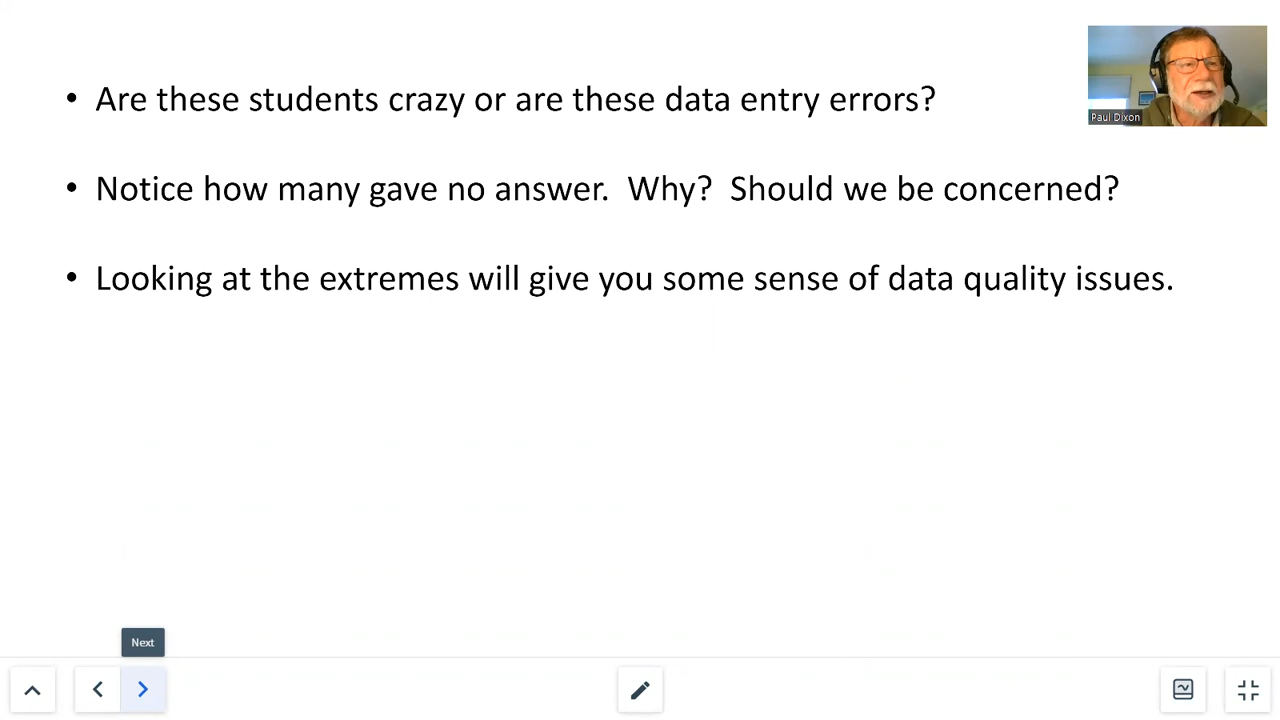 • Are these students crazy or are these data entry errors?
Paul Dixon
• Notice how many gave no answer.  Why?  Should we be concerned?
• Looking at the extremes will give you some sense of data quality issues.
Next